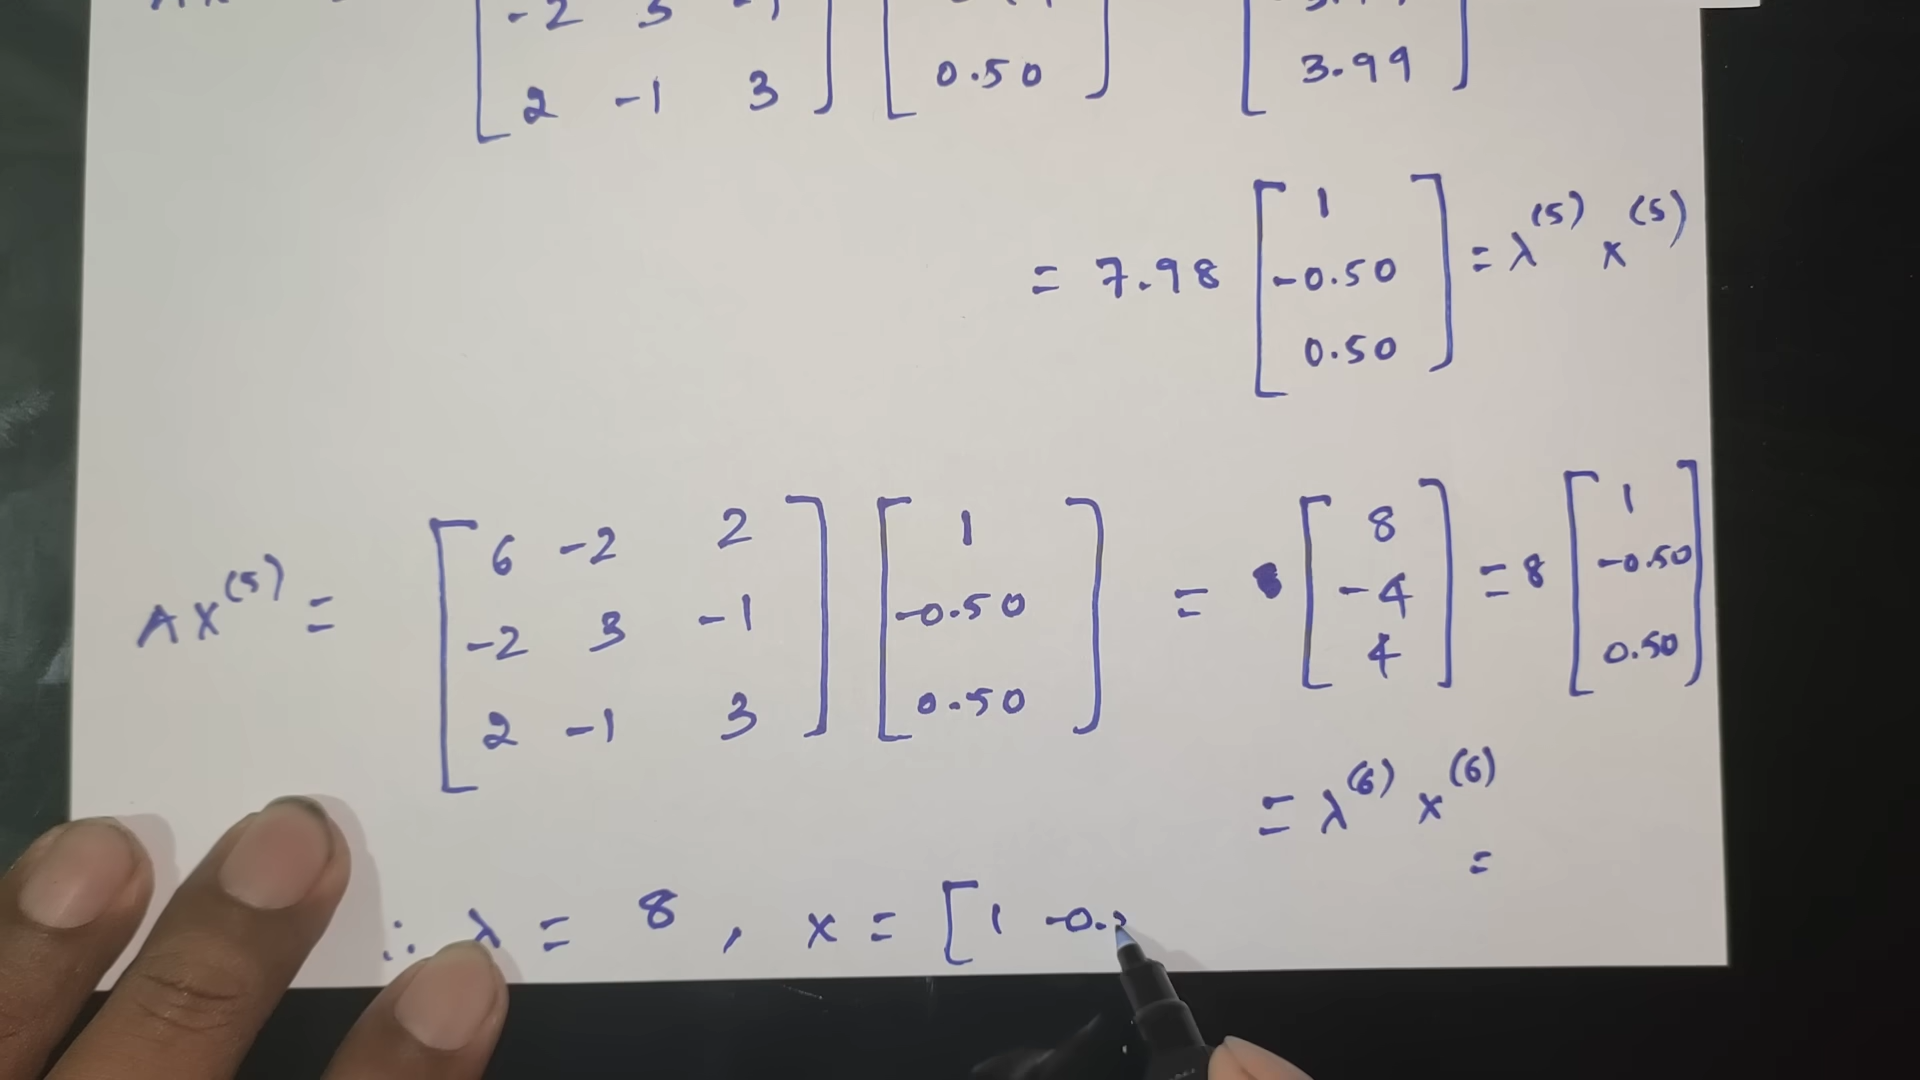 -2 3 -1
2 -1 3 0.50 3.99
= 7.98 [1 -0.50 0.50] = λ^(5) x^(5)
AX^(5) = [6 -2 2
-2 3 -1
2 -1 3] [1 -0.50 0.50] = [8 -4 4] = 8 [1 -0.50 0.50]
= λ^(6) x^(6)
=
∴ λ = 8, x = [1 -0.